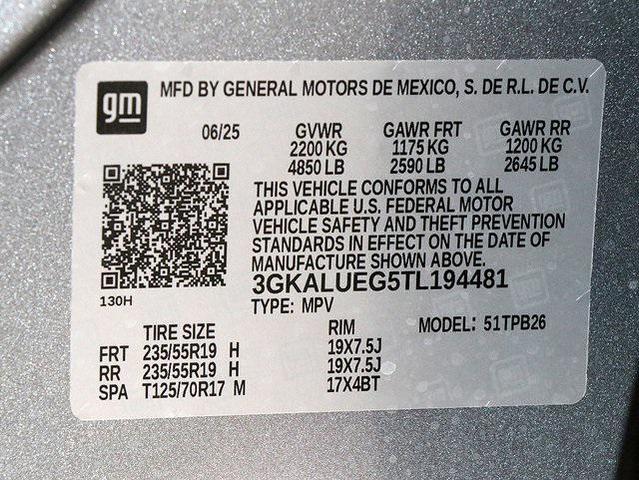 gm
MFD BY GENERAL MOTORS DE MEXICO, S. DE R.L. DE C.V.
06/25 GVWR GAWR FRT GAWR RR
2200 KG 1175 KG 1200 KG
4850 LB 2590 LB 2645 LB
THIS VEHICLE CONFORMS TO ALL
APPLICABLE U.S. FEDERAL MOTOR
VEHICLE SAFETY AND THEFT PREVENTION
STANDARDS IN EFFECT ON THE DATE OF
MANUFACTURE SHOWN ABOVE.
3GKALUEG5TL194481
130H
TYPE: MPV
TIRE SIZE RIM MODEL: 51TPB26
FRT 235/55R19 H 19X7.5J
RR 235/55R19 H 19X7.5J
SPA T125/70R17 M 17X4BT